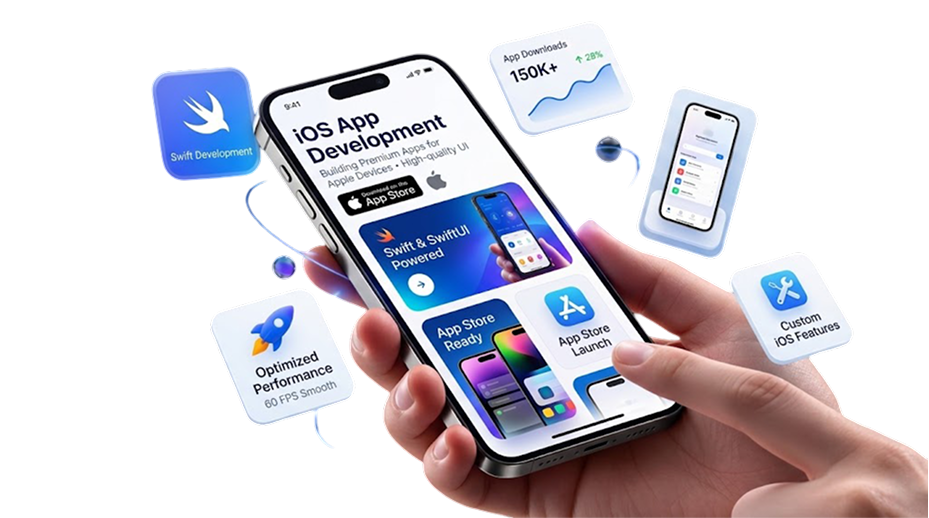 Swift Development
9:41
iOS App
Development
Building Premium Apps for
Apple Devices • High-quality UI
Download on the
App Store
Swift & SwiftUI
Powered
App Store
Ready
App Store
Launch
App Downloads
150K+
28%
Optimized
Performance
60 FPS Smooth
Custom
iOS Features